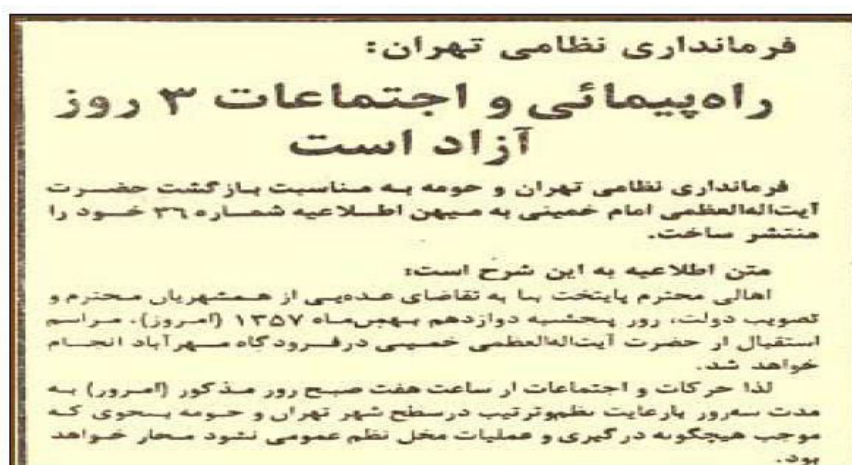 فرمانداری نظامی تهران:
راه‌پیمائی و اجتماعات ۳ روز
آزاد است
فرمانداری نظامی تهران و حومه به مناسبت بازگشت حضرت
آیت‌اله‌العظمی امام خمینی به میهن اطلاعیه شماره ۳۶ خود را
منتشر ساخت.
متن اطلاعیه به این شرح است:
اهالی محترم پایتخت بنا به تقاضای عده‌یی از همشهریان محترم و
تصویب دولت، روز پنجشنبه دوازدهم بهمن‌ماه ۱۳۵۷ (امروز)، مراسم
استقبال از حضرت آیت‌اله‌العظمی خمینی در فرودگاه مهرآباد انجام
خواهد شد.
لذا حرکات و اجتماعات از ساعت هفت صبح روز مذکور (امروز) به
مدت سه‌روز بارعایت نظم‌وترتیب درسطح شهر تهران و حومه بنحوی که
موجب هیچگونه درگیری و عملیات مخل نظم عمومی نشود مجاز خواهد
بود.